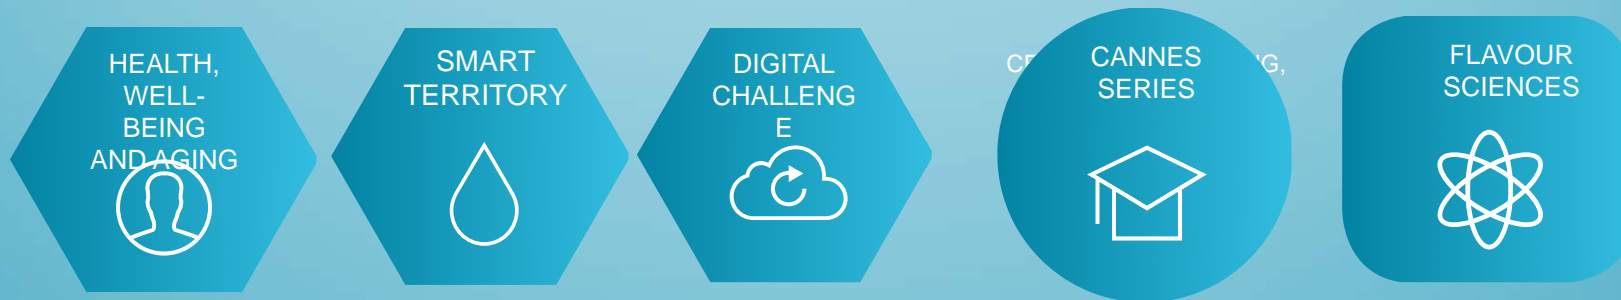 HEALTH,
WELL-
BEING
AND AGING
SMART
TERRITORY
DIGITAL
CHALLENG
E
CANNES
SERIES
FLAVOUR
SCIENCES